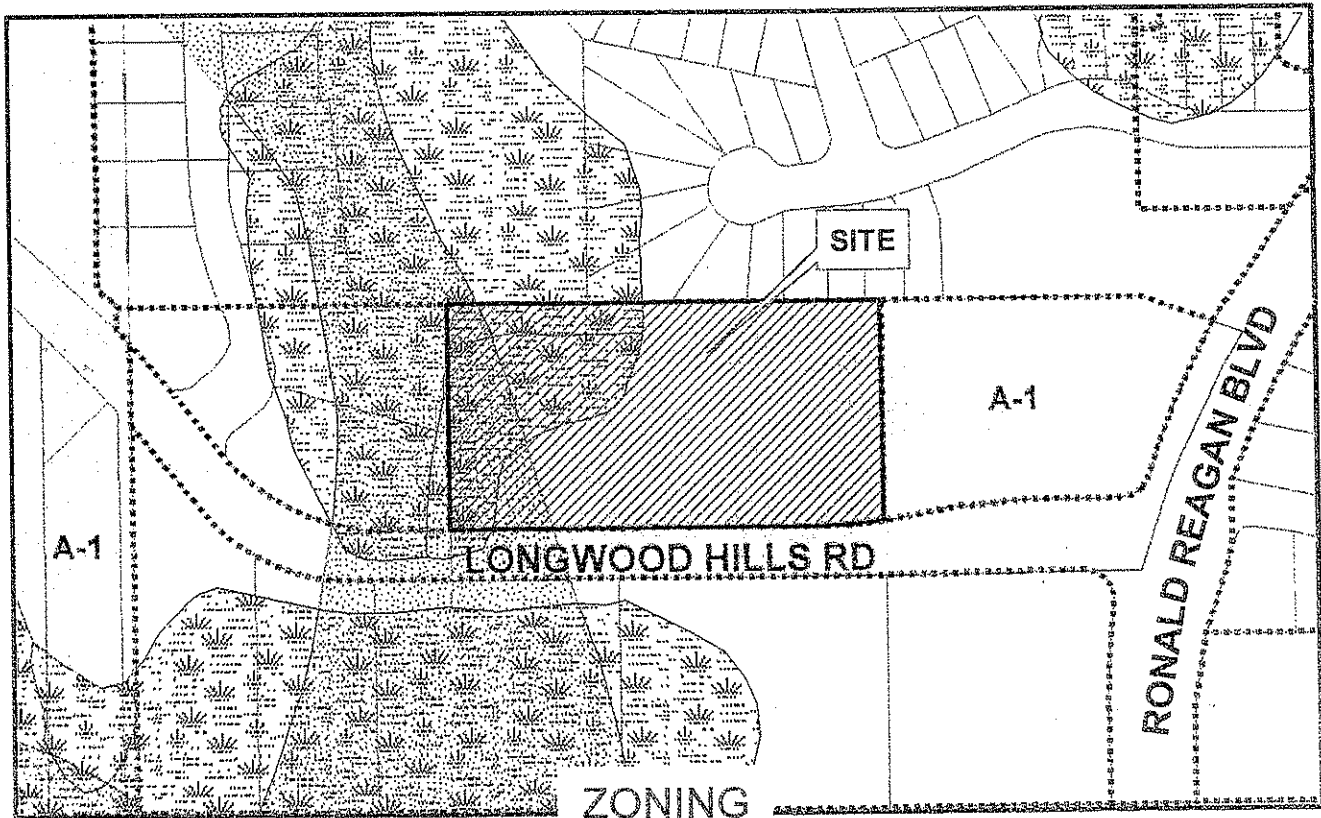 SITE
A-1
A-1
LONGWOOD HILLS RD
RONALD REAGAN BLVD
ZONING